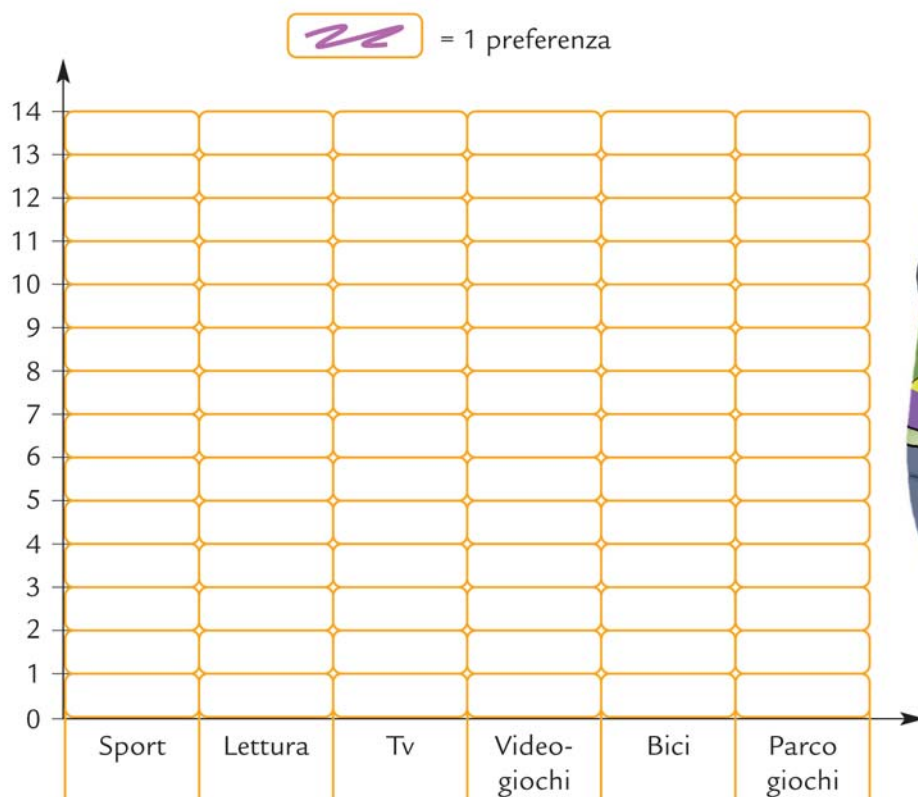 = 1 preferenza
14
13
12
11
10
9
8
7
6
5
4
3
2
1
0
Sport
Lettura
Tv
Video-
giochi
Bici
Parco
giochi